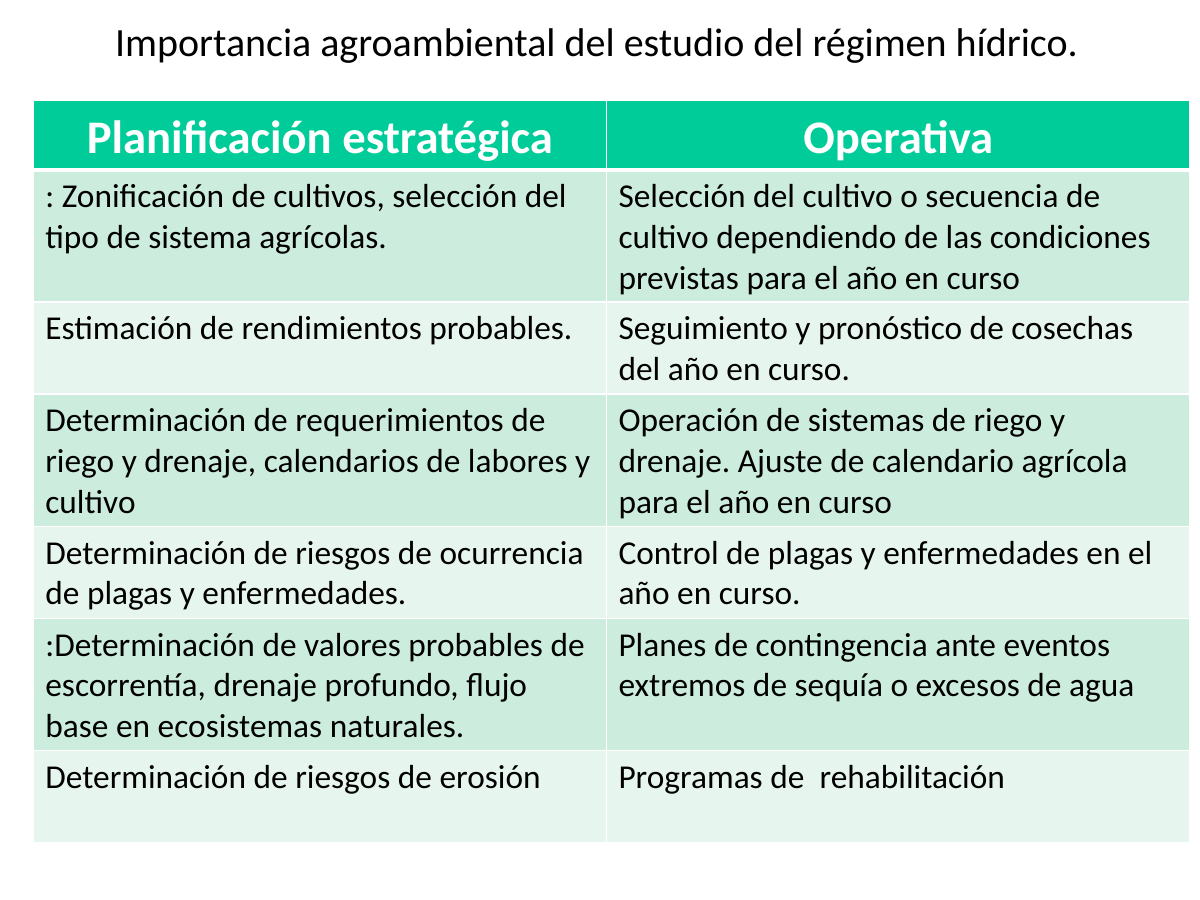 Importancia agroambiental del estudio del régimen hídrico.
Planificación estratégica
Operativa
: Zonificación de cultivos, selección del
tipo de sistema agrícolas.
Selección del cultivo o secuencia de
cultivo dependiendo de las condiciones
previstas para el año en curso
Estimación de rendimientos probables.
Seguimiento y pronóstico de cosechas
del año en curso.
Determinación de requerimientos de
riego y drenaje, calendarios de labores y
cultivo
Operación de sistemas de riego y
drenaje. Ajuste de calendario agrícola
para el año en curso
Determinación de riesgos de ocurrencia
de plagas y enfermedades.
Control de plagas y enfermedades en el
año en curso.
:Determinación de valores probables de
escorrentía, drenaje profundo, flujo
base en ecosistemas naturales.
Planes de contingencia ante eventos
extremos de sequía o excesos de agua
Determinación de riesgos de erosión
Programas de  rehabilitación